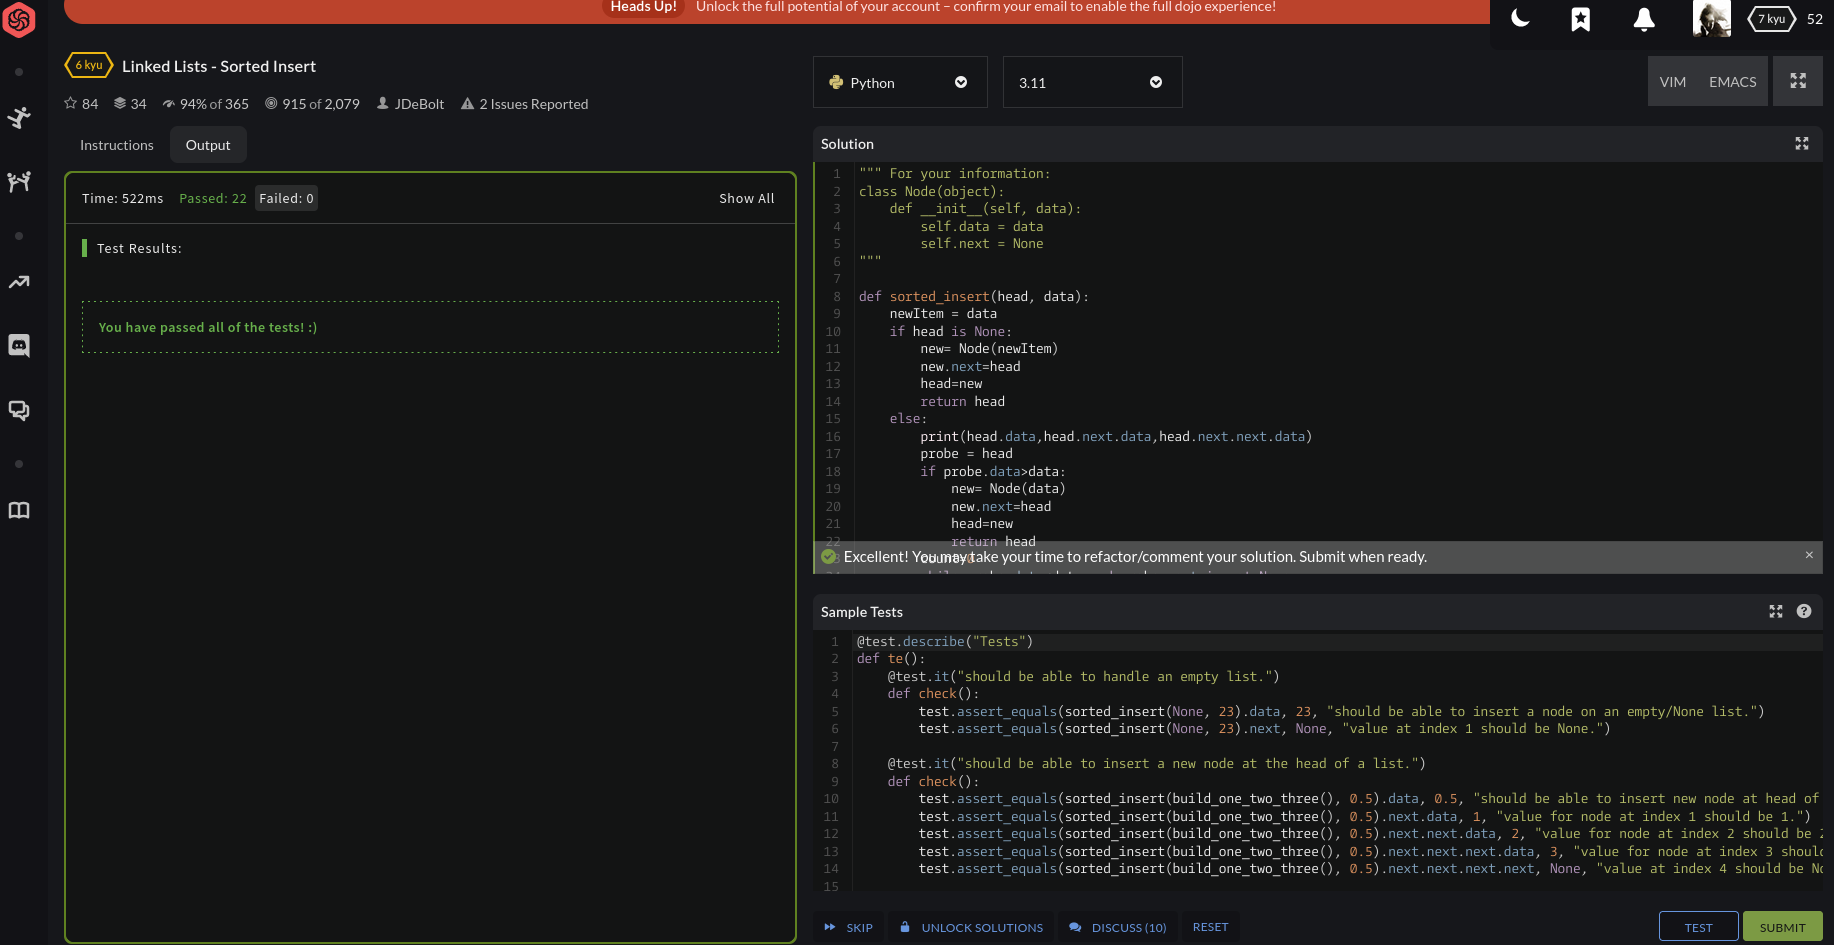 Heads Up! Unlock the full potential of your account – confirm your email to enable the full dojo experience!
7 kyu 52
6 kyu Linked Lists - Sorted Insert
84 34 94% of 365 915 of 2,079 JDeBolt 2 Issues Reported
Instructions Output
Time: 522ms Passed: 22 Failed: 0 Show All
Test Results:
You have passed all of the tests! :)
Python 3.11 VIM EMACS
Solution
1 """ For your information:
2 class Node(object):
3     def __init__(self, data):
4         self.data = data
5         self.next = None
6 """
7
8 def sorted_insert(head, data):
9     newItem = data
10     if head is None:
11         new= Node(newItem)
12         new.next=head
13         head=new
14         return head
15     else:
16         print(head.data,head.next.data,head.next.next.data)
17         probe = head
18         if probe.data>data:
19             new= Node(data)
20             new.next=head
21             head=new
22             return head
Excellent! You may take your time to refactor/comment your solution. Submit when ready.
Sample Tests
1 @test.describe("Tests")
2 def te():
3     @test.it("should be able to handle an empty list.")
4     def check():
5         test.assert_equals(sorted_insert(None, 23).data, 23, "should be able to insert a node on an empty/None list.")
6         test.assert_equals(sorted_insert(None, 23).next, None, "value at index 1 should be None.")
7
8     @test.it("should be able to insert a new node at the head of a list.")
9     def check():
10         test.assert_equals(sorted_insert(build_one_two_three(), 0.5).data, 0.5, "should be able to insert new node at head of
11         test.assert_equals(sorted_insert(build_one_two_three(), 0.5).next.data, 1, "value for node at index 1 should be 1.")
12         test.assert_equals(sorted_insert(build_one_two_three(), 0.5).next.next.data, 2, "value for node at index 2 should be 2
13         test.assert_equals(sorted_insert(build_one_two_three(), 0.5).next.next.next.data, 3, "value for node at index 3 shoul
14         test.assert_equals(sorted_insert(build_one_two_three(), 0.5).next.next.next.next, None, "value at index 4 should be No
15
SKIP UNLOCK SOLUTIONS DISCUSS (10) RESET TEST SUBMIT